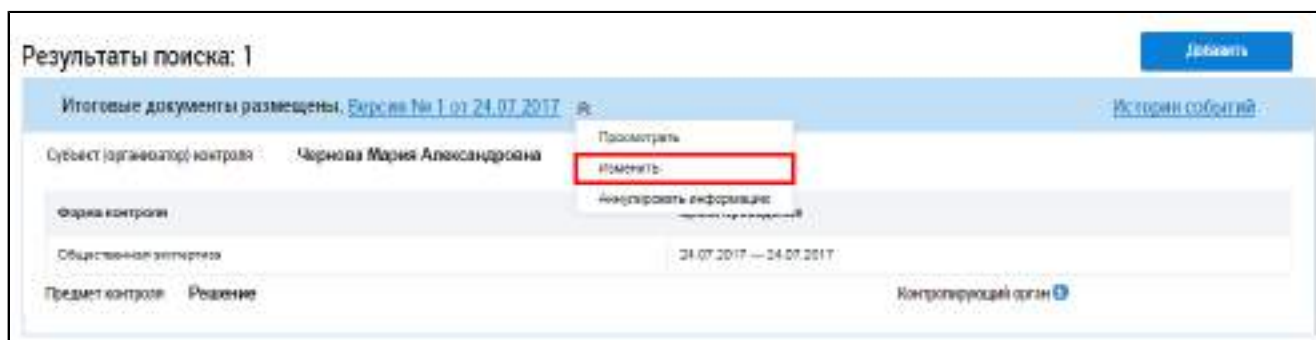 Результаты поиска: 1
Добавить
Итоговые документы размещены. Версия № 1 от 24.07.2017
История событий
Просмотреть
Субъект (организатор) контроля Чернова Мария Александровна
Изменить
Аннулировать информацию
Форма контроля
Общественная экспертиза 24.07.2017 — 24.07.2017
Предмет контроля Решение Контролирующий орган